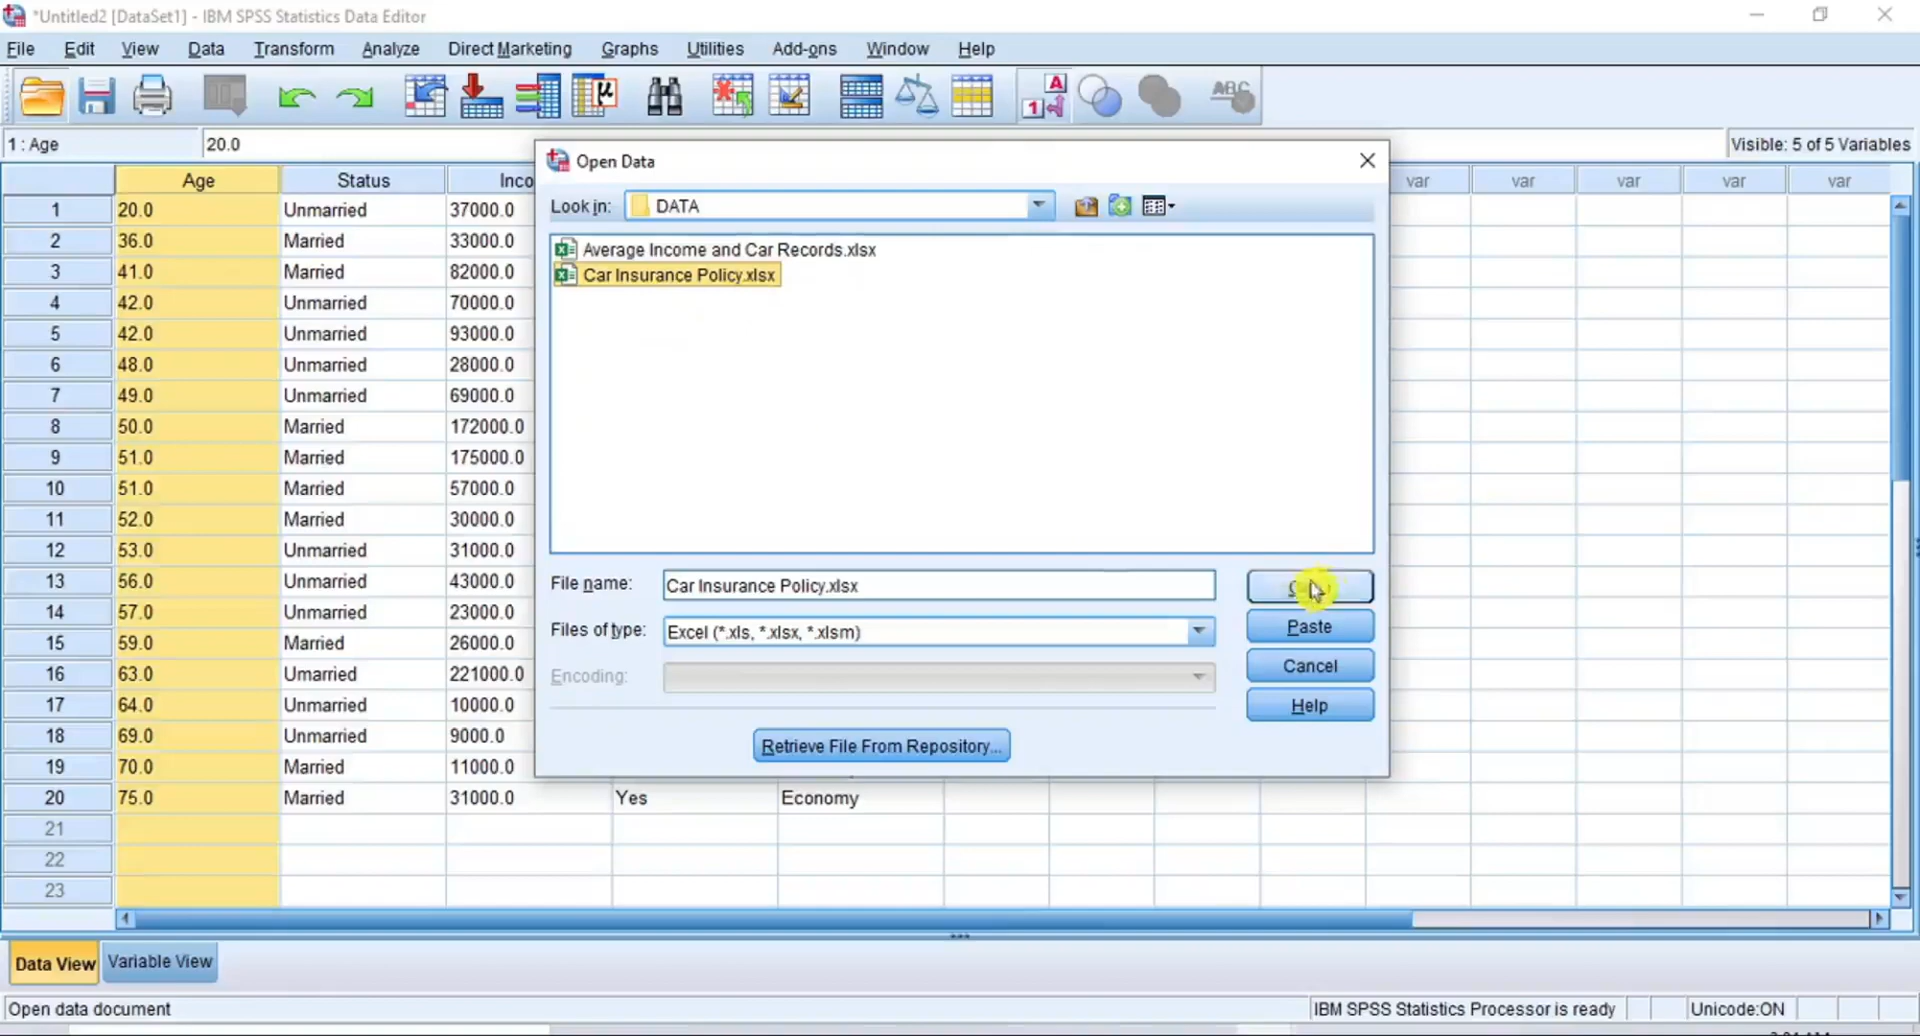 *Untitled2 [DataSet1] - IBM SPSS Statistics Data Editor
File Edit View Data Transform Analyze Direct Marketing Graphs Utilities Add-ons Window Help
1 : Age 20.0 Visible: 5 of 5 Variables
Age Status Inco var var var var var
1 20.0 Unmarried 37000.0
2 36.0 Married 33000.0
3 41.0 Married 82000.0
4 42.0 Unmarried 70000.0
5 42.0 Unmarried 93000.0
6 48.0 Unmarried 28000.0
7 49.0 Unmarried 69000.0
8 50.0 Married 172000.0
9 51.0 Married 175000.0
10 51.0 Married 57000.0
11 52.0 Married 30000.0
12 53.0 Unmarried 31000.0
13 56.0 Unmarried 43000.0
14 57.0 Unmarried 23000.0
15 59.0 Married 26000.0
16 63.0 Umarried 221000.0
17 64.0 Unmarried 10000.0
18 69.0 Unmarried 9000.0
19 70.0 Married 11000.0
20 75.0 Married 31000.0 Yes Economy
21
22
23
Open Data
Look in: DATA
Average Income and Car Records.xlsx
Car Insurance Policy.xlsx
File name: Car Insurance Policy.xlsx
Files of type: Excel (*.xls, *.xlsx, *.xlsm)
Paste
Encoding:
Cancel
Help
Retrieve File From Repository...
Data View Variable View
Open data document IBM SPSS Statistics Processor is ready Unicode:ON